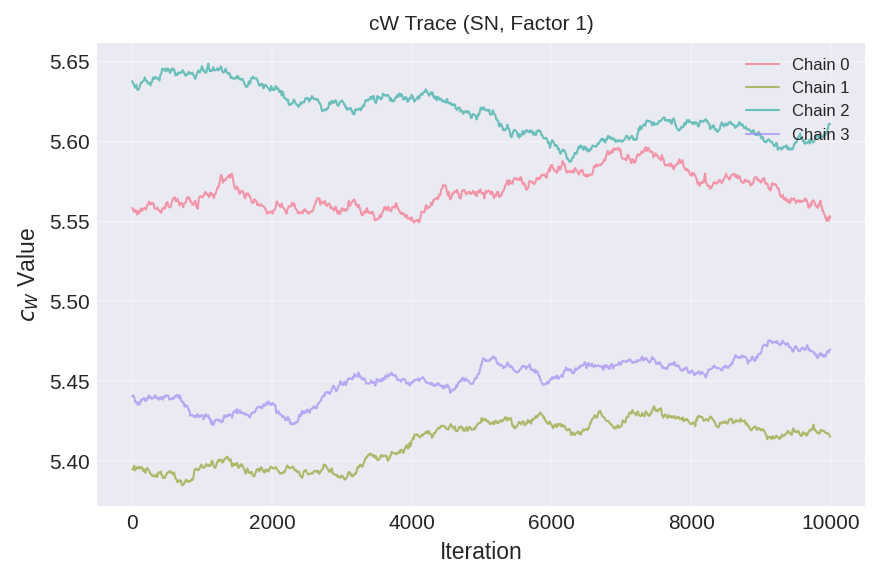 cW Trace (SN, Factor 1)
5.65
5.60
5.55
5.50
5.45
5.40
c_W Value
Chain 0
Chain 1
Chain 2
Chain 3
0
2000
4000
6000
8000
10000
Iteration